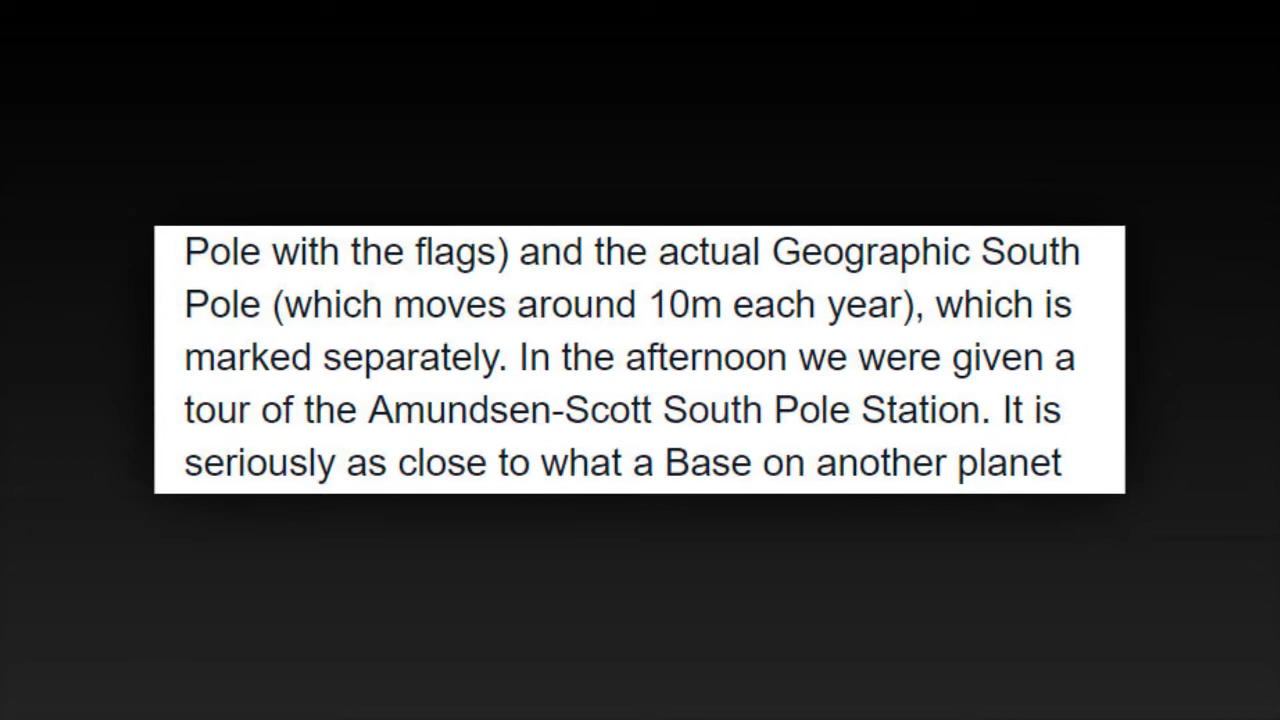 Pole with the flags) and the actual Geographic South
Pole (which moves around 10m each year), which is
marked separately. In the afternoon we were given a
tour of the Amundsen-Scott South Pole Station. It is
seriously as close to what a Base on another planet